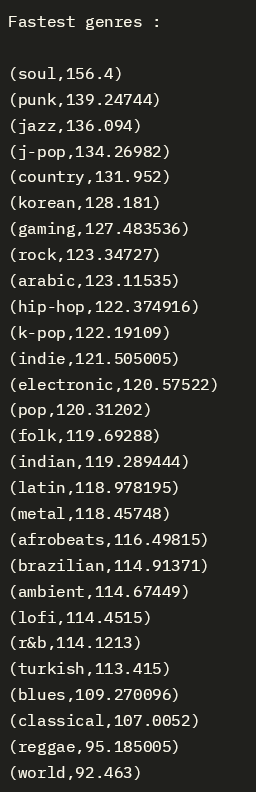 Fastest genres :
(soul,156.4)
(punk,139.24744)
(jazz,136.094)
(j-pop,134.26982)
(country,131.952)
(korean,128.181)
(gaming,127.483536)
(rock,123.34727)
(arabic,123.11535)
(hip-hop,122.374916)
(k-pop,122.19109)
(indie,121.505005)
(electronic,120.57522)
(pop,120.31202)
(folk,119.69288)
(indian,119.289444)
(latin,118.978195)
(metal,118.45748)
(afrobeats,116.49815)
(brazilian,114.91371)
(ambient,114.67449)
(lofi,114.4515)
(r&b,114.1213)
(turkish,113.415)
(blues,109.270096)
(classical,107.0052)
(reggae,95.185005)
(world,92.463)